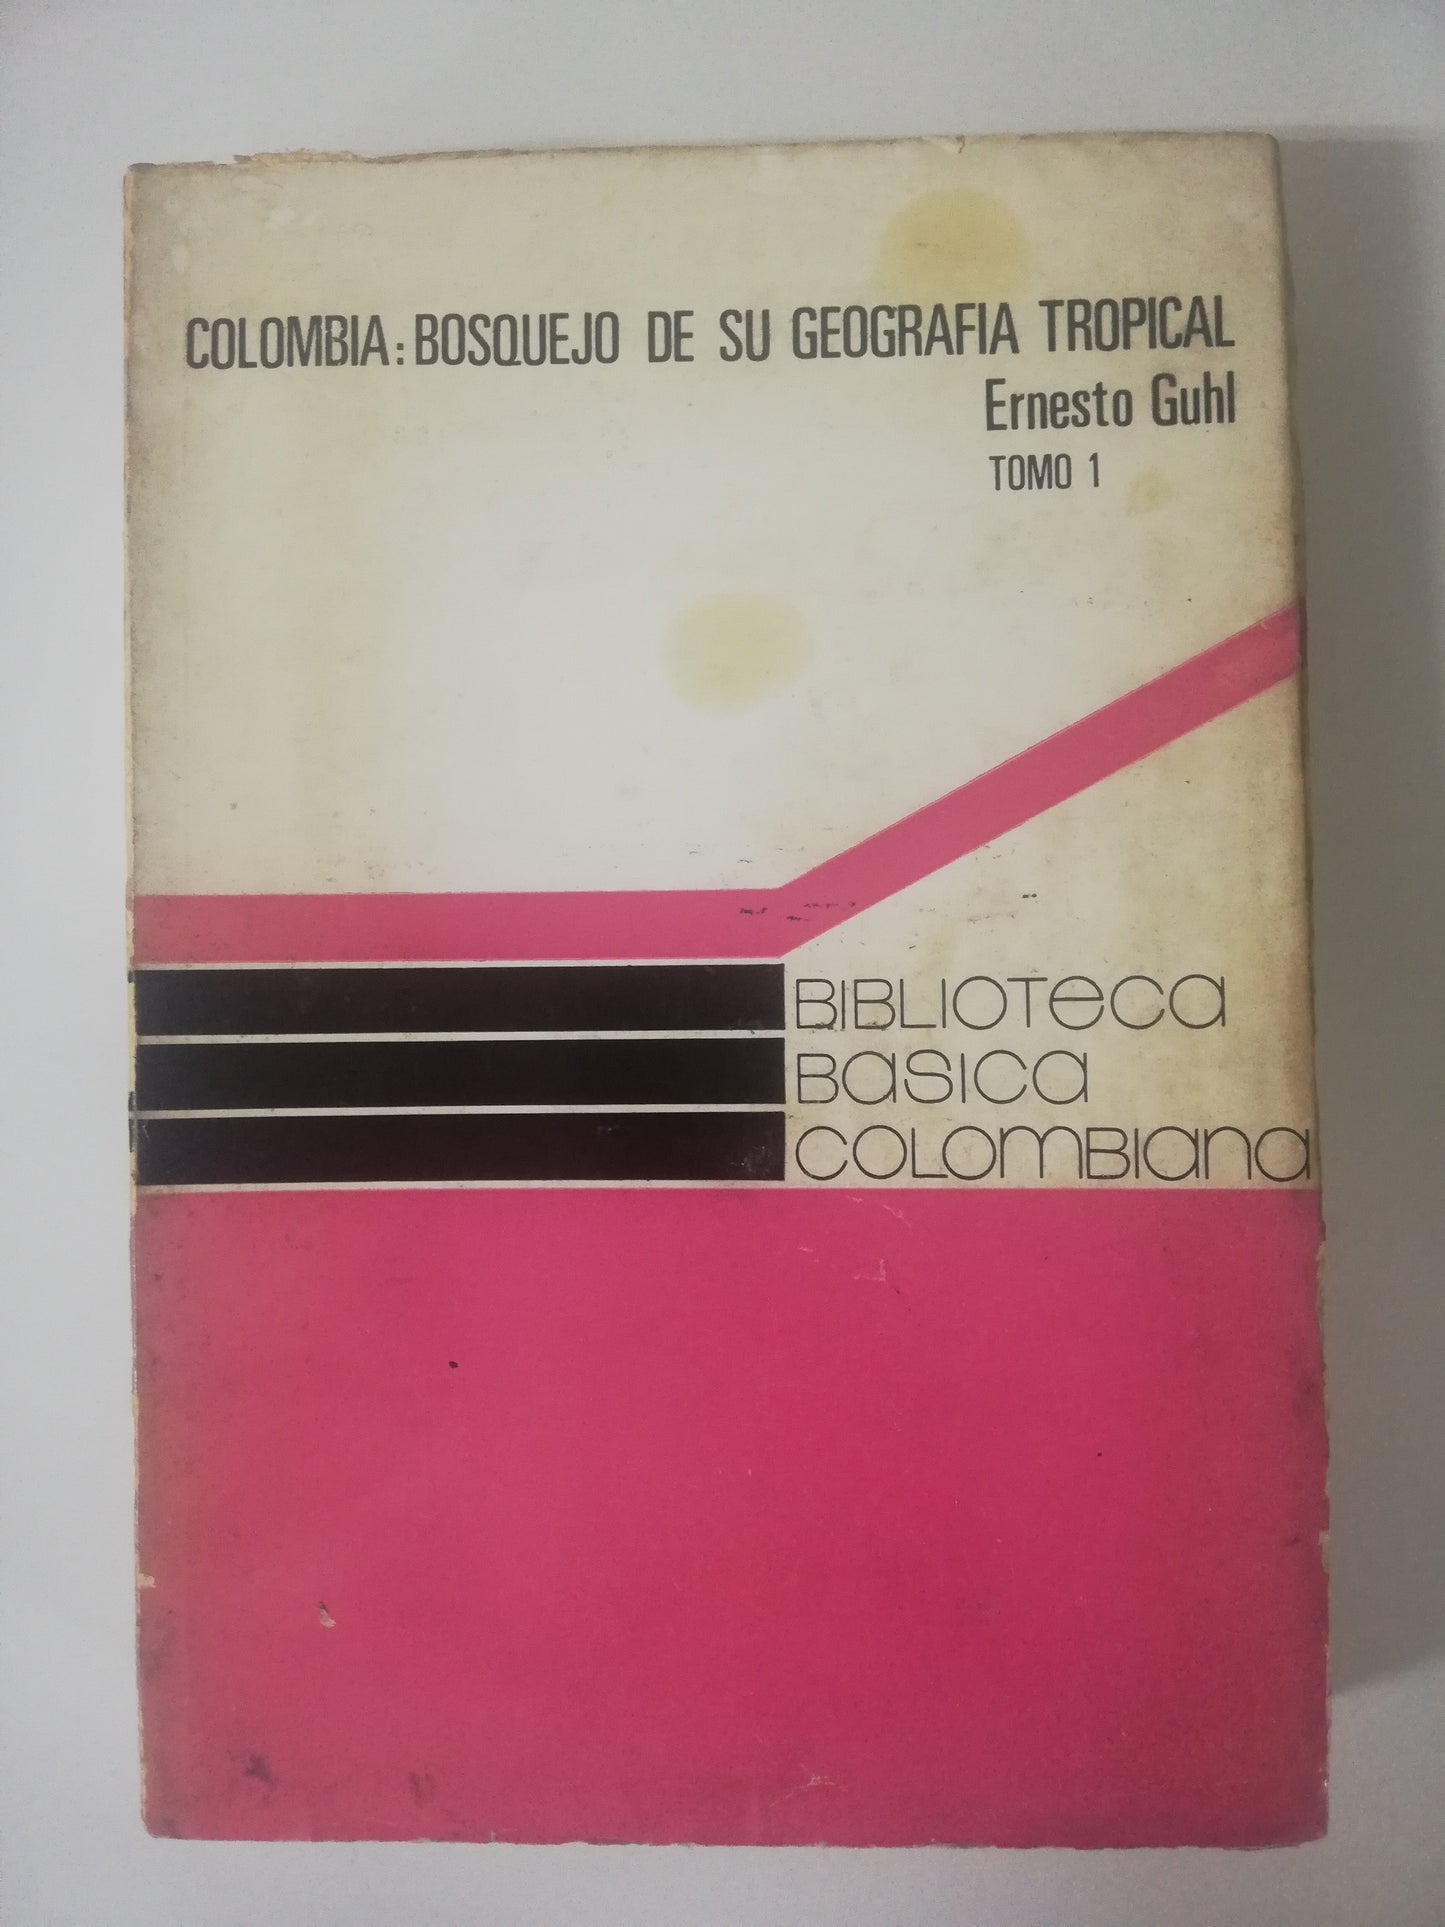 COLOMBIA: BOSQUEJO DE SU GEOGRAFIA TROPICAL
Ernesto Guhl
TOMO 1
BIBLIOTeca
Basica
COLOMBIana